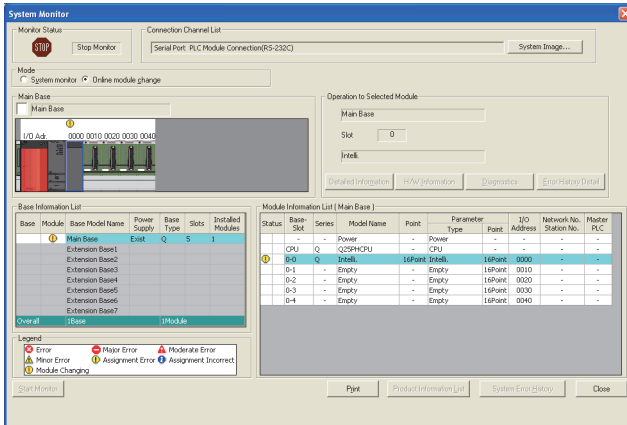 System Monitor
Monitor Status
STOP
Stop Monitor
Connection Channel List
Serial Port PLC Module Connection(RS-232C)
System Image...
Mode
System monitor Online module change
Main Base
Main Base
I/O Adr. 0000 0010 0020 0030 0040
Operation to Selected Module
Main Base
Slot 0
Intelli.
Detailed Information H/W Information Diagnostics Error History Detail
Base Information List
Base Module Base Model Name Power Supply Base Type Slots Installed Modules
Main Base Exist Q 5 1
Extension Base1
Extension Base2
Extension Base3
Extension Base4
Extension Base5
Extension Base6
Extension Base7
Overall 1Base 1Module
Module Information List ( Main Base )
Status Base-Slot Series Model Name Point Parameter Type Point I/O Address Network No. Station No. Master PLC
- - Power - Power - - - -
CPU Q Q25PHCPU - CPU - - - -
0-0 Q Intelli. 16Point Intelli. 16Point 0000 - -
0-1 - Empty - Empty 16Point 0010 - -
0-2 - Empty - Empty 16Point 0020 - -
0-3 - Empty - Empty 16Point 0030 - -
0-4 - Empty - Empty 16Point 0040 - -
Legend
Error Major Error Moderate Error
Minor Error Assignment Error Assignment Incorrect
Module Changing
Start Monitor
Print
Product Information List
System Error History
Close